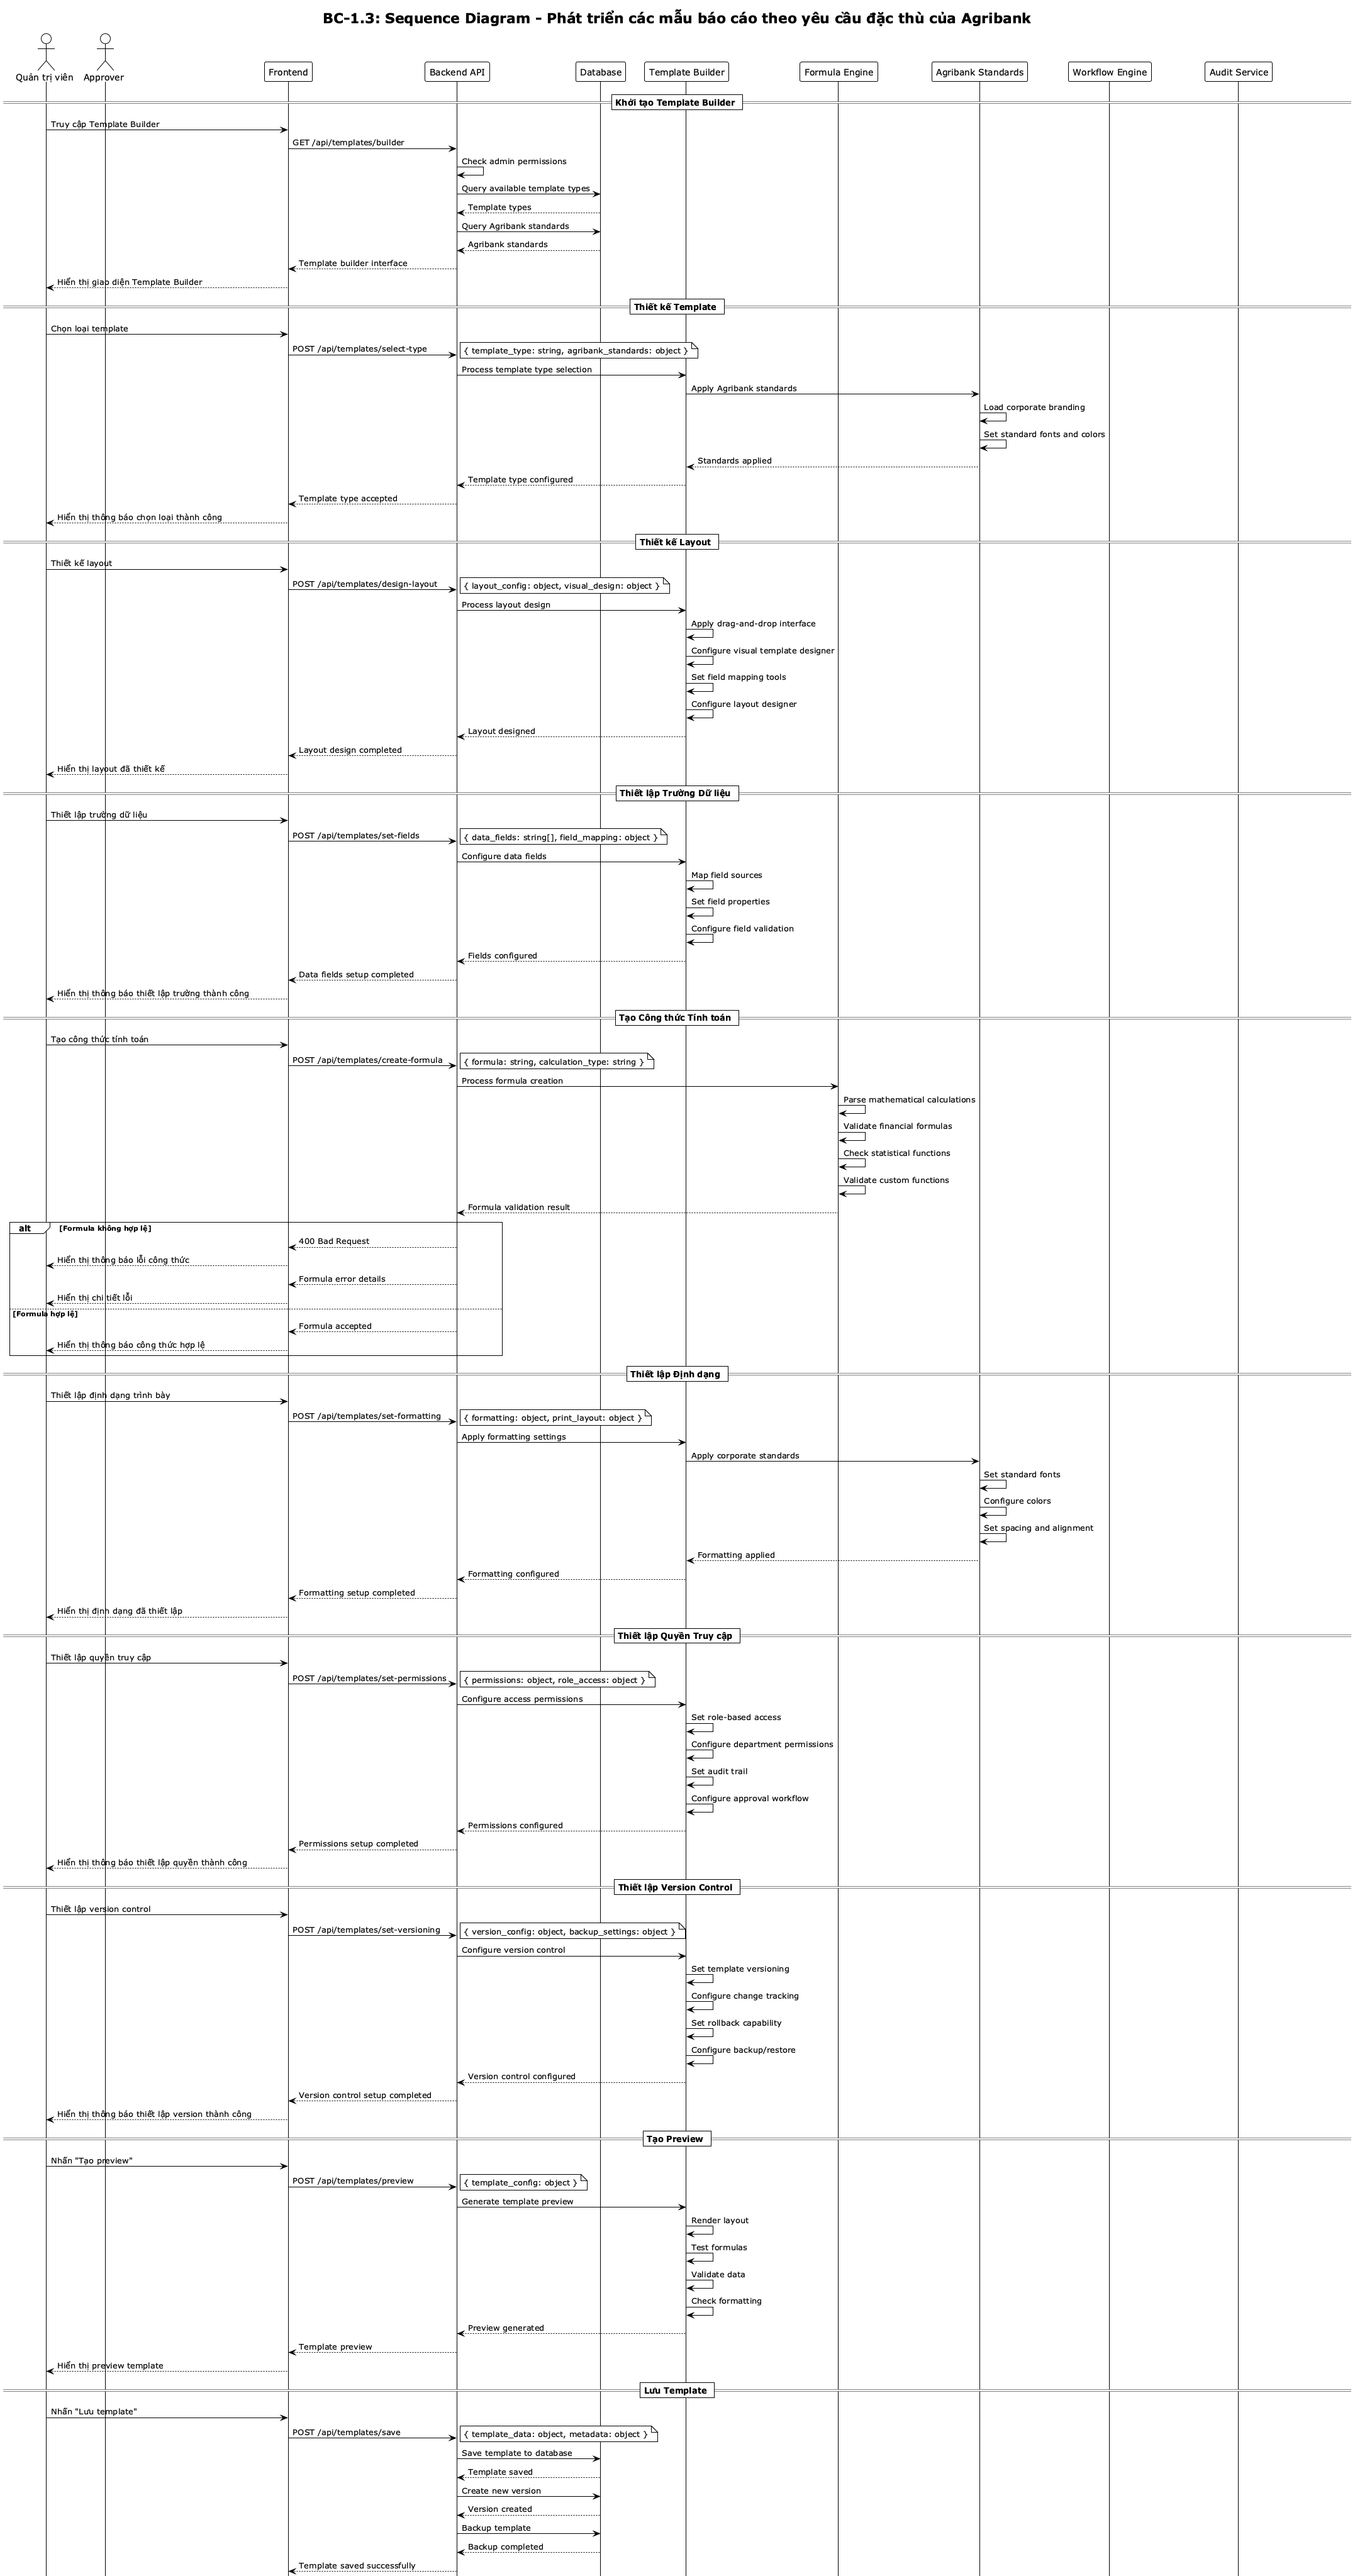 BC-1.3: Sequence Diagram - Phát triển các mẫu báo cáo theo yêu cầu đặc thù của Agribank
Quản trị viên
Approver
Frontend
Backend API
Database
Template Builder
Formula Engine
Agribank Standards
Workflow Engine
Audit Service
Khởi tạo Template Builder
Truy cập Template Builder
GET /api/templates/builder
Check admin permissions
Query available template types
Template types
Query Agribank standards
Agribank standards
Template builder interface
Hiển thị giao diện Template Builder
Thiết kế Template
Chọn loại template
POST /api/templates/select-type
{ template_type: string, agribank_standards: object }
Process template type selection
Apply Agribank standards
Load corporate branding
Set standard fonts and colors
Standards applied
Template type configured
Template type accepted
Hiển thị thông báo chọn loại thành công
Thiết kế Layout
Thiết kế layout
POST /api/templates/design-layout
{ layout_config: object, visual_design: object }
Process layout design
Apply drag-and-drop interface
Configure visual template designer
Set field mapping tools
Configure layout designer
Layout designed
Layout design completed
Hiển thị layout đã thiết kế
Thiết lập Trường Dữ liệu
Thiết lập trường dữ liệu
POST /api/templates/set-fields
{ data_fields: string[], field_mapping: object }
Configure data fields
Map field sources
Set field properties
Configure field validation
Fields configured
Data fields setup completed
Hiển thị thông báo thiết lập trường thành công
Tạo Công thức Tính toán
Tạo công thức tính toán
POST /api/templates/create-formula
{ formula: string, calculation_type: string }
Process formula creation
Parse mathematical calculations
Validate financial formulas
Check statistical functions
Validate custom functions
Formula validation result
alt
[Formula không hợp lệ]
400 Bad Request
Hiển thị thông báo lỗi công thức
Formula error details
Hiển thị chi tiết lỗi
[Formula hợp lệ]
Formula accepted
Hiển thị thông báo công thức hợp lệ
Thiết lập Định dạng
Thiết lập định dạng trình bày
POST /api/templates/set-formatting
{ formatting: object, print_layout: object }
Apply formatting settings
Apply corporate standards
Set standard fonts
Configure colors
Set spacing and alignment
Formatting applied
Formatting configured
Formatting setup completed
Hiển thị định dạng đã thiết lập
Thiết lập Quyền Truy cập
Thiết lập quyền truy cập
POST /api/templates/set-permissions
{ permissions: object, role_access: object }
Configure access permissions
Set role-based access
Configure department permissions
Set audit trail
Configure approval workflow
Permissions configured
Permissions setup completed
Hiển thị thông báo thiết lập quyền thành công
Thiết lập Version Control
Thiết lập version control
POST /api/templates/set-versioning
{ version_config: object, backup_settings: object }
Configure version control
Set template versioning
Configure change tracking
Set rollback capability
Configure backup/restore
Version control configured
Version control setup completed
Hiển thị thông báo thiết lập version thành công
Tạo Preview
Nhấn "Tạo preview"
POST /api/templates/preview
{ template_config: object }
Generate template preview
Render layout
Test formulas
Validate data
Check formatting
Preview generated
Template preview
Hiển thị preview template
Lưu Template
Nhấn "Lưu template"
POST /api/templates/save
{ template_data: object, metadata: object }
Save template to database
Template saved
Create new version
Version created
Backup template
Backup completed
Template saved successfully